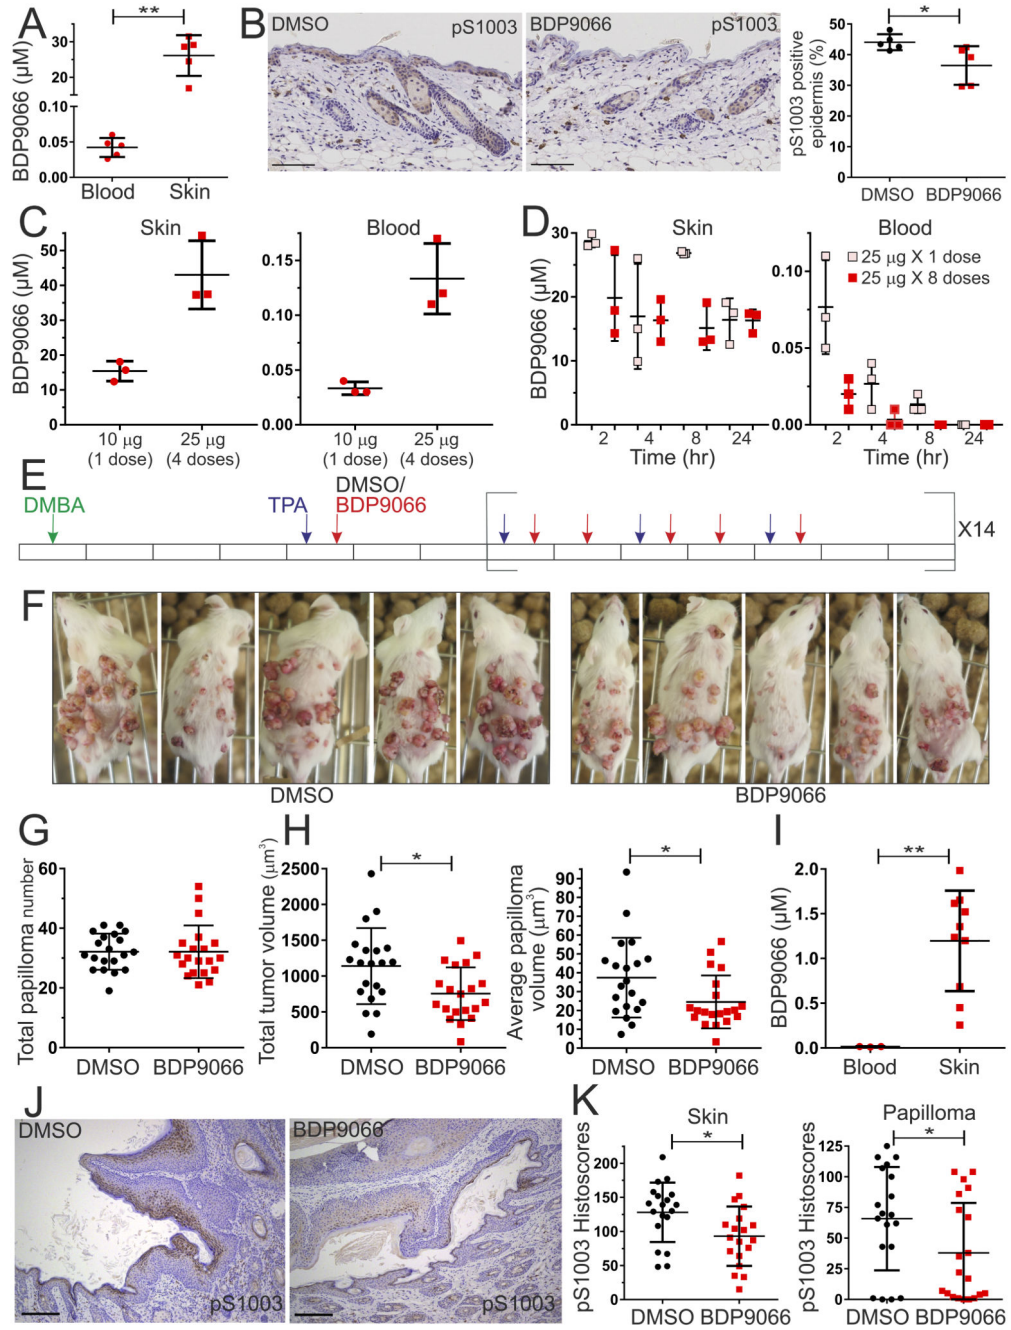 A
BDP9066 (µM)
**
30
20
10
0.10
0.05
0.00
Blood
Skin
B
DMSO
pS1003
BDP9066
pS1003
pS1003 positive
epidermis (%)
*
50
40
30
20
10
0
DMSO
BDP9066
C
Skin
BDP9066 (µM)
50
40
30
20
10
0
10 µg
(1 dose)
25 µg
(4 doses)
Blood
0.15
0.10
0.05
0.00
10 µg
(1 dose)
25 µg
(4 doses)
D
Skin
BDP9066 (µM)
30
20
10
0
2
4
8
24
Time (hr)
Blood
25 µg X 1 dose
25 µg X 8 doses
0.10
0.05
0.00
2
4
8
24
Time (hr)
E
DMBA
TPA
DMSO/
BDP9066
X14
F
DMSO
BDP9066
G
Total papilloma number
60
40
20
0
DMSO
BDP9066
H
Total tumor volume (µm³)
*
2500
2000
1500
1000
500
0
DMSO
BDP9066
Average papilloma
volume (µm³)
*
90
80
70
60
50
40
30
20
10
0
DMSO
BDP9066
I
BDP9066 (µM)
**
2.0
1.5
1.0
0.5
0.0
Blood
Skin
J
DMSO
pS1003
BDP9066
pS1003
K
Skin
pS1003 Histoscores
*
200
150
100
50
0
DMSO
BDP9066
Papilloma
pS1003 Histoscores
*
125
100
75
50
25
0
DMSO
BDP9066